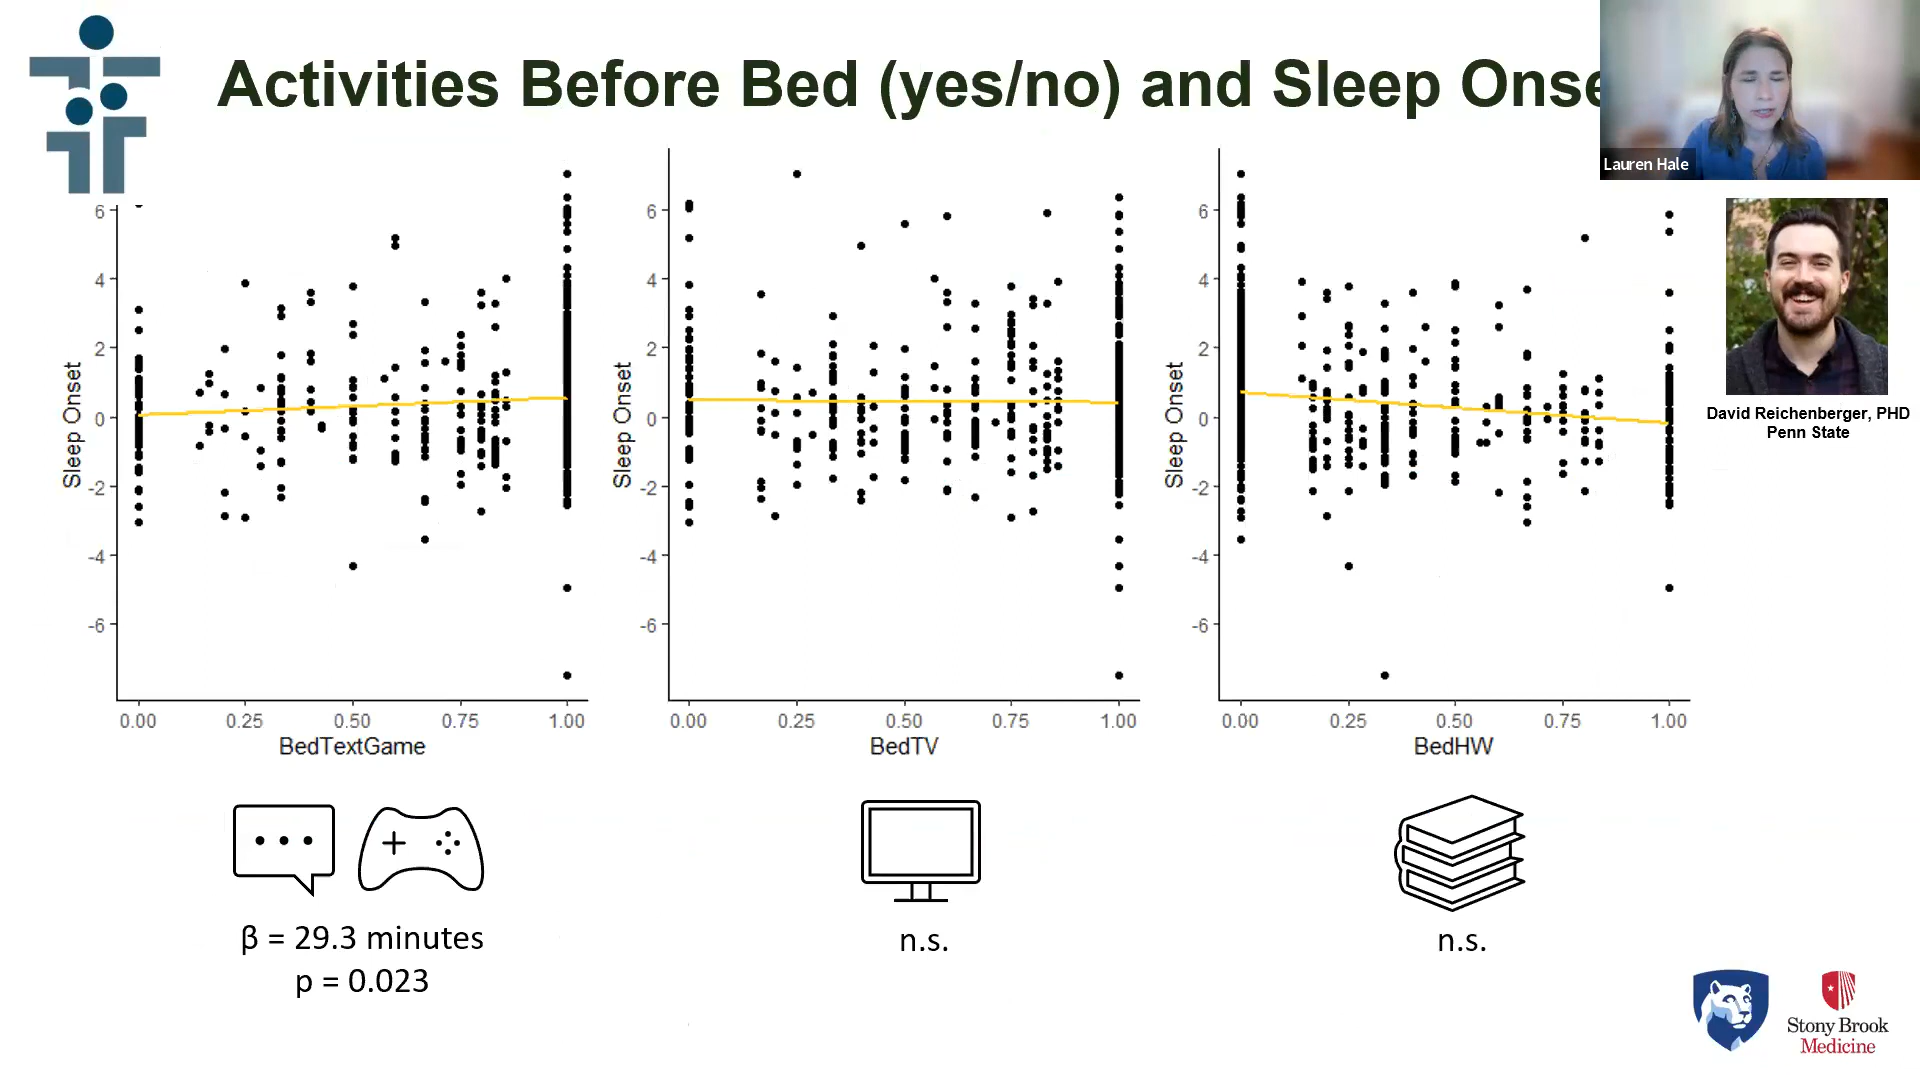 Activities Before Bed (yes/no) and Sleep Onse
Lauren Hale
David Reichenberger, PHD
Penn State
6
4
2
0
-2
-4
-6
Sleep Onset
0.00 0.25 0.50 0.75 1.00
BedTextGame
6
4
2
0
-2
-4
-6
Sleep Onset
0.00 0.25 0.50 0.75 1.00
BedTV
6
4
2
0
-2
-4
-6
Sleep Onset
0.00 0.25 0.50 0.75 1.00
BedHW
β = 29.3 minutes
p = 0.023
n.s.
n.s.
Stony Brook
Medicine